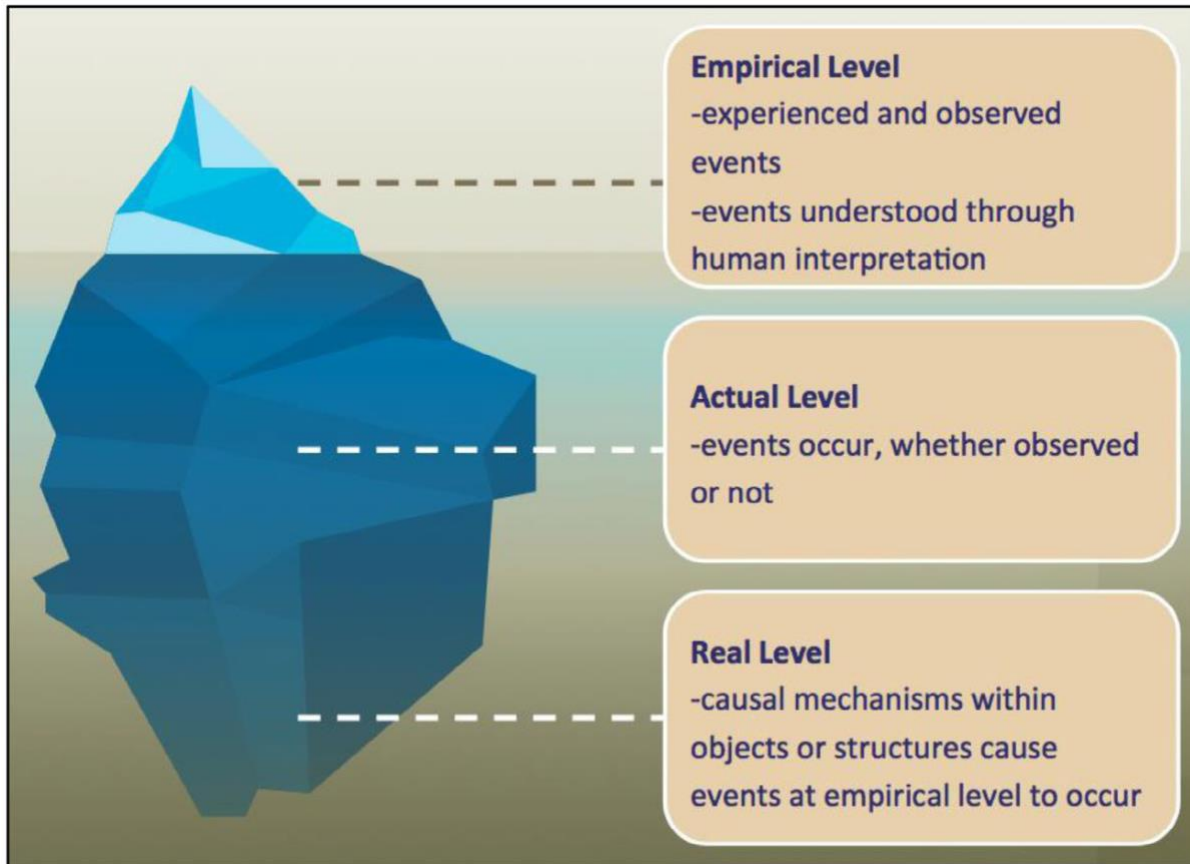 Empirical Level
-experienced and observed
events
-events understood through
human interpretation
Actual Level
-events occur, whether observed
or not
Real Level
-causal mechanisms within
objects or structures cause
events at empirical level to occur